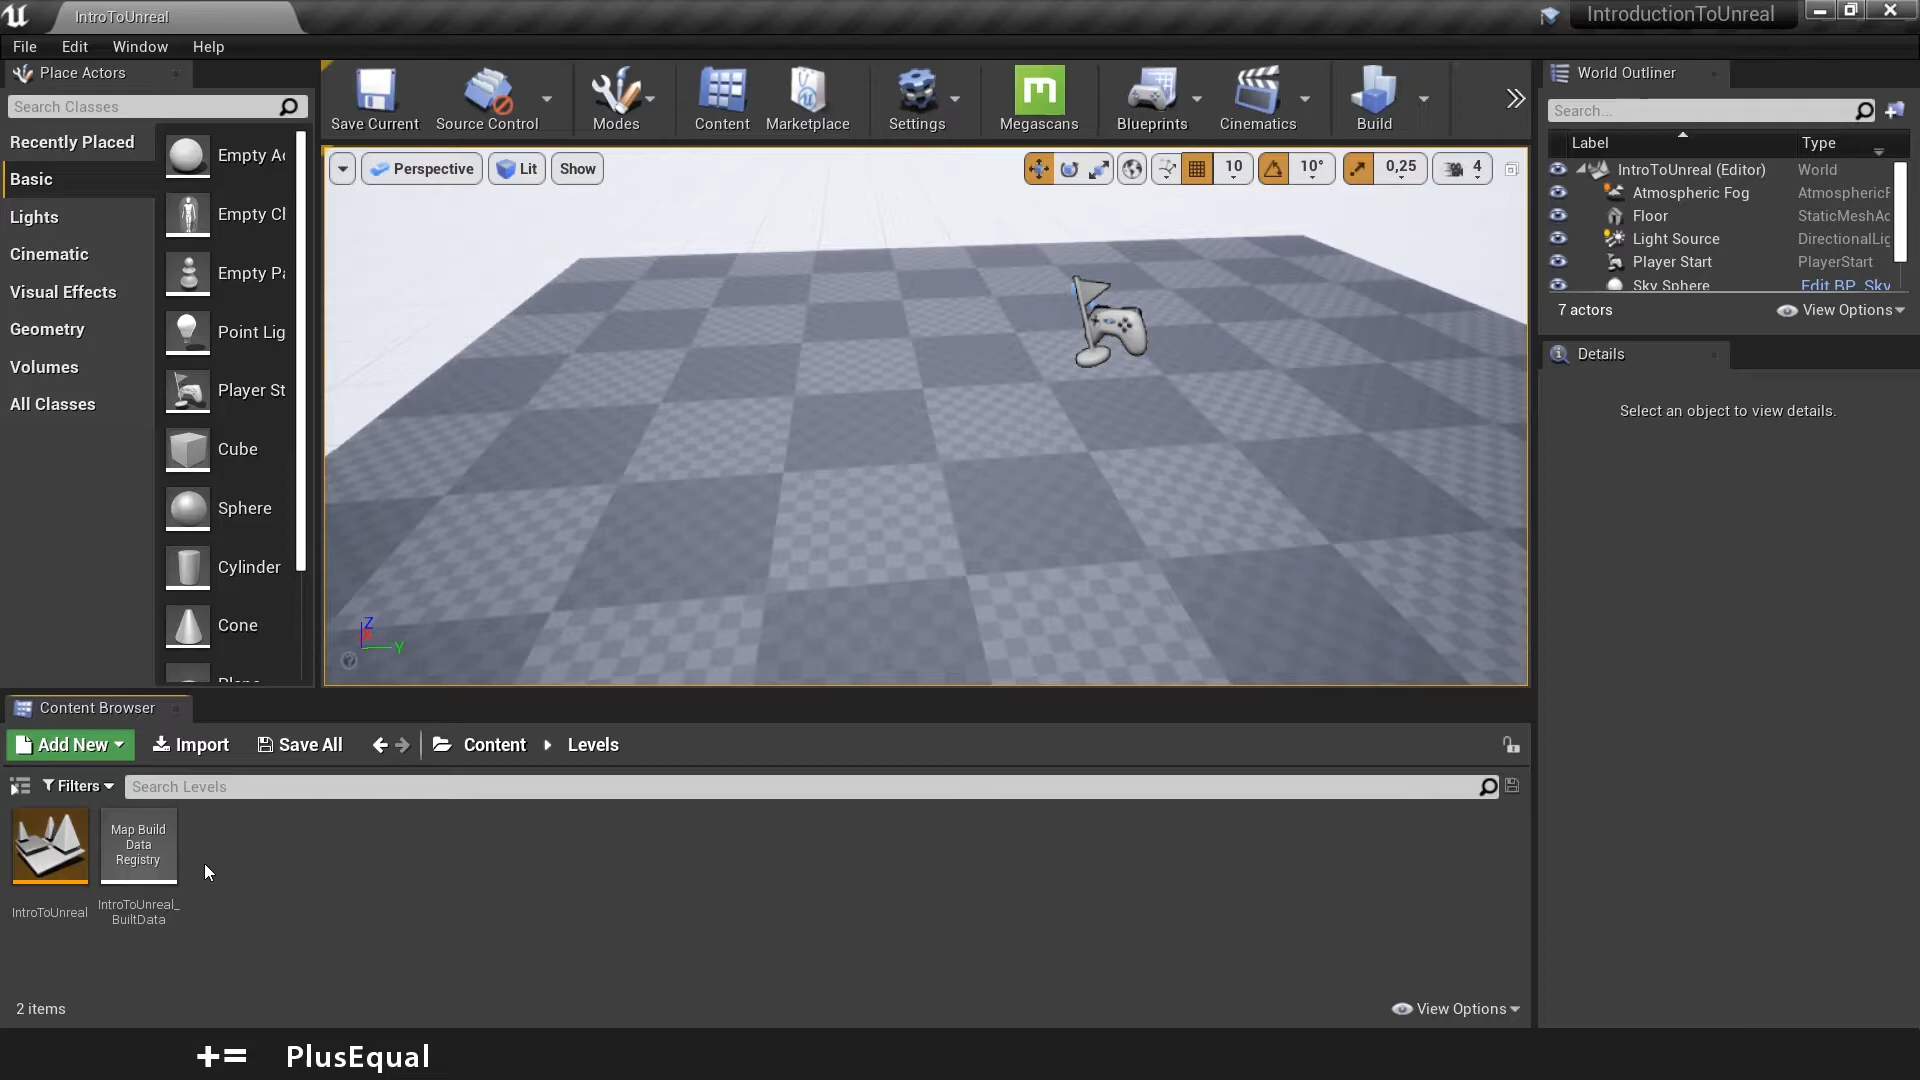 IntroToUnreal
IntroductionToUnreal
File Edit Window Help
Place Actors
Search Classes
Recently Placed
Basic
Lights
Cinematic
Visual Effects
Geometry
Volumes
All Classes
Empty Ac
Empty Cl
Empty Pa
Point Lig
Player St
Cube
Sphere
Cylinder
Cone
Save Current
Source Control
Modes
Content
Marketplace
Settings
Megascans
Blueprints
Cinematics
Build
Perspective
Lit
Show
10
10°
0,25
4
Z
X
Y
World Outliner
Search...
Label Type
IntroToUnreal (Editor) World
Atmospheric Fog AtmosphericF
Floor StaticMeshAc
Light Source DirectionalLig
Player Start PlayerStart
Sky Sphere Edit BP_Sky
7 actors View Options
Details
Select an object to view details.
Content Browser
Add New Import Save All Content Levels
Filters Search Levels
Map Build
Data
Registry
IntroToUnreal
IntroToUnreal_
BuiltData
2 items View Options
+= PlusEqual